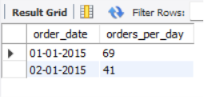 Result Grid Filter Rows:
order_date orders_per_day
01-01-2015 69
02-01-2015 41